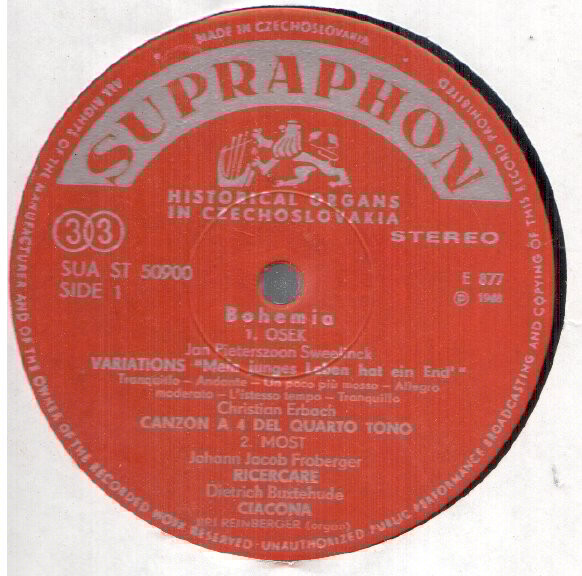 MADE IN CZECHOSLOVAKIA
ALL RIGHTS OF THE MANUFACTURER AND OF THE OWNER OF THE RECORDED WORK RESERVED · UNAUTHORIZED PUBLIC PERFORMANCE BROADCASTING AND COPYING OF THIS RECORD PROHIBITED
SUPRAPHON
HISTORICAL ORGANS
IN CZECHOSLOVAKIA
33
STEREO
SUA ST 50900
SIDE 1
E 877
℗ 1968
Bohemia
1. OSEK
Jan Pieterszoon Sweelinck
VARIATIONS "Mein junges Leben hat ein End'"
Tranquillo – Andante – Un poco più mosso – Allegro
moderato – L'istesso tempo – Tranquillo
Christian Erbach
CANZON A 4 DEL QUARTO TONO
2. MOST
Johann Jacob Froberger
RICERCARE
Dietrich Buxtehude
CIACONA
JIŘÍ REINBERGER (organ)